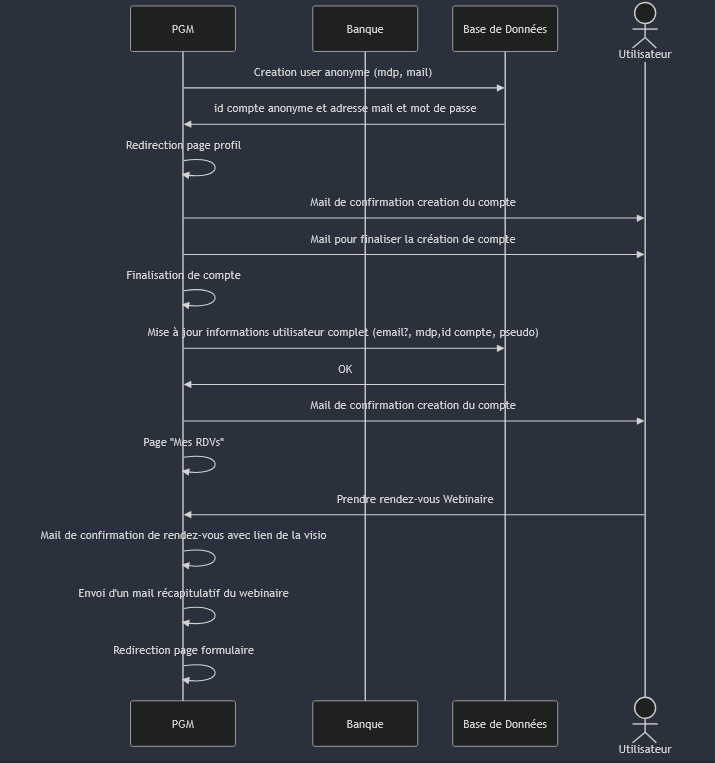 PGM
Banque
Base de Données
Utilisateur
Creation user anonyme (mdp, mail)
id compte anonyme et adresse mail et mot de passe
Redirection page profil
Mail de confirmation creation du compte
Mail pour finaliser la création de compte
Finalisation de compte
Mise à jour informations utilisateur complet (email?, mdp,id compte, pseudo)
OK
Mail de confirmation creation du compte
Page "Mes RDVs"
Prendre rendez-vous Webinaire
Mail de confirmation de rendez-vous avec lien de la visio
Envoi d'un mail récapitulatif du webinaire
Redirection page formulaire
PGM
Banque
Base de Données
Utilisateur